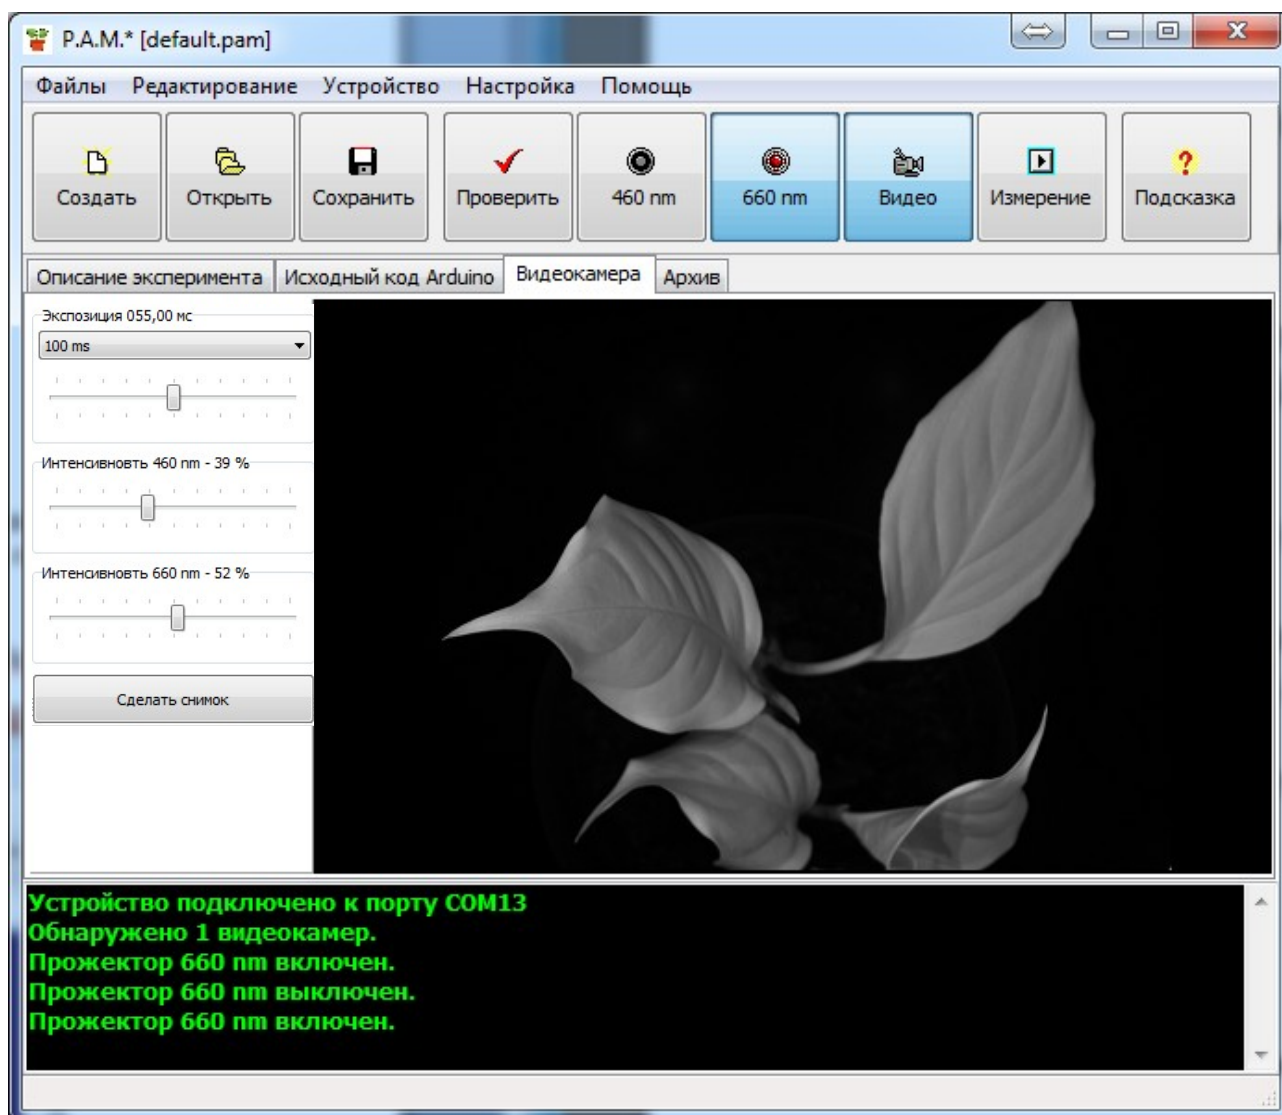 P.A.M.* [default.pam]
Файлы Редактирование Устройство Настройка Помощь
Создать Открыть Сохранить Проверить 460 nm 660 nm Видео Измерение Подсказка
Описание эксперимента Исходный код Arduino Видеокамера Архив
Экспозиция 055,00 мс
100 ms
Интенсивновть 460 nm - 39 %
Интенсивновть 660 nm - 52 %
Сделать снимок
Устройство подключено к порту COM13
Обнаружено 1 видеокамер.
Прожектор 660 nm включен.
Прожектор 660 nm выключен.
Прожектор 660 nm включен.